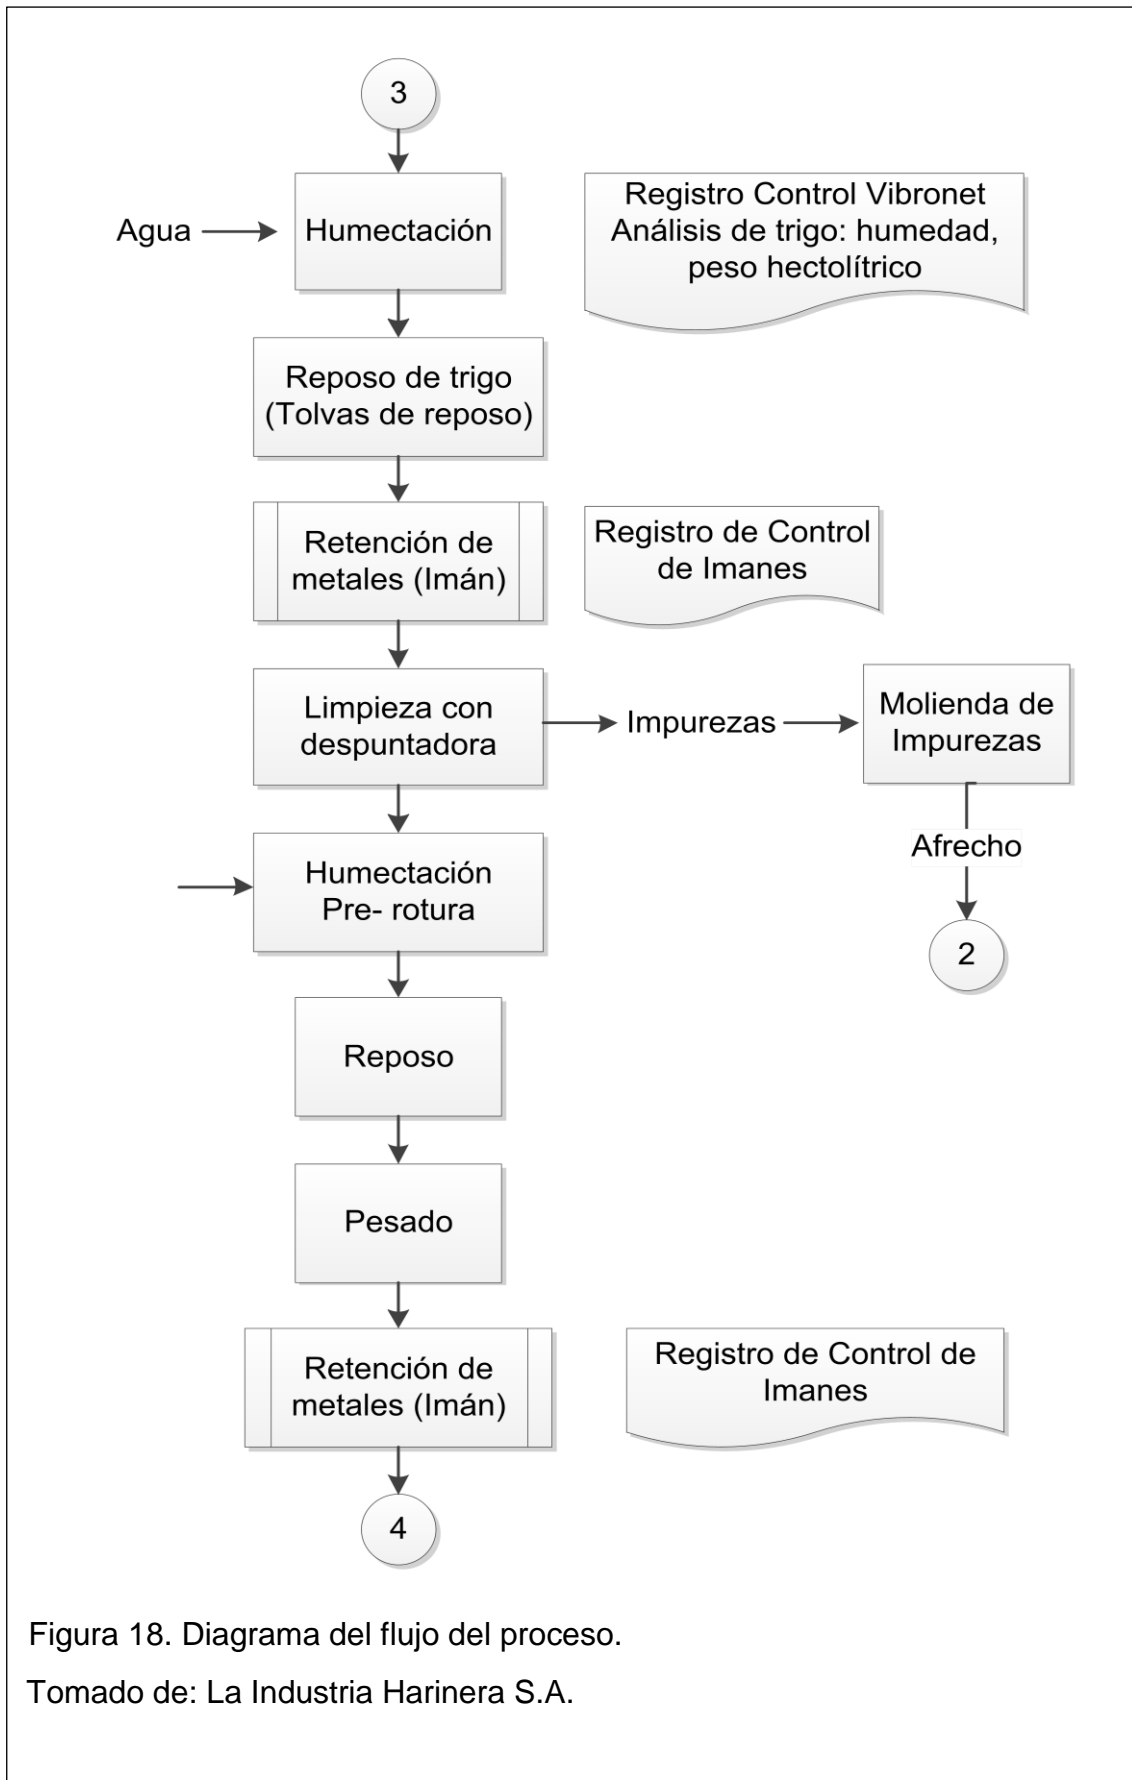 3
Agua
Humectación
Registro Control Vibronet
Análisis de trigo: humedad,
peso hectolítrico
Reposo de trigo
(Tolvas de reposo)
Retención de
metales (Imán)
Registro de Control
de Imanes
Limpieza con
despuntadora
Impurezas
Molienda de
Impurezas
Afrecho
2
Humectación
Pre- rotura
Reposo
Pesado
Retención de
metales (Imán)
Registro de Control de
Imanes
4
Figura 18. Diagrama del flujo del proceso.
Tomado de: La Industria Harinera S.A.